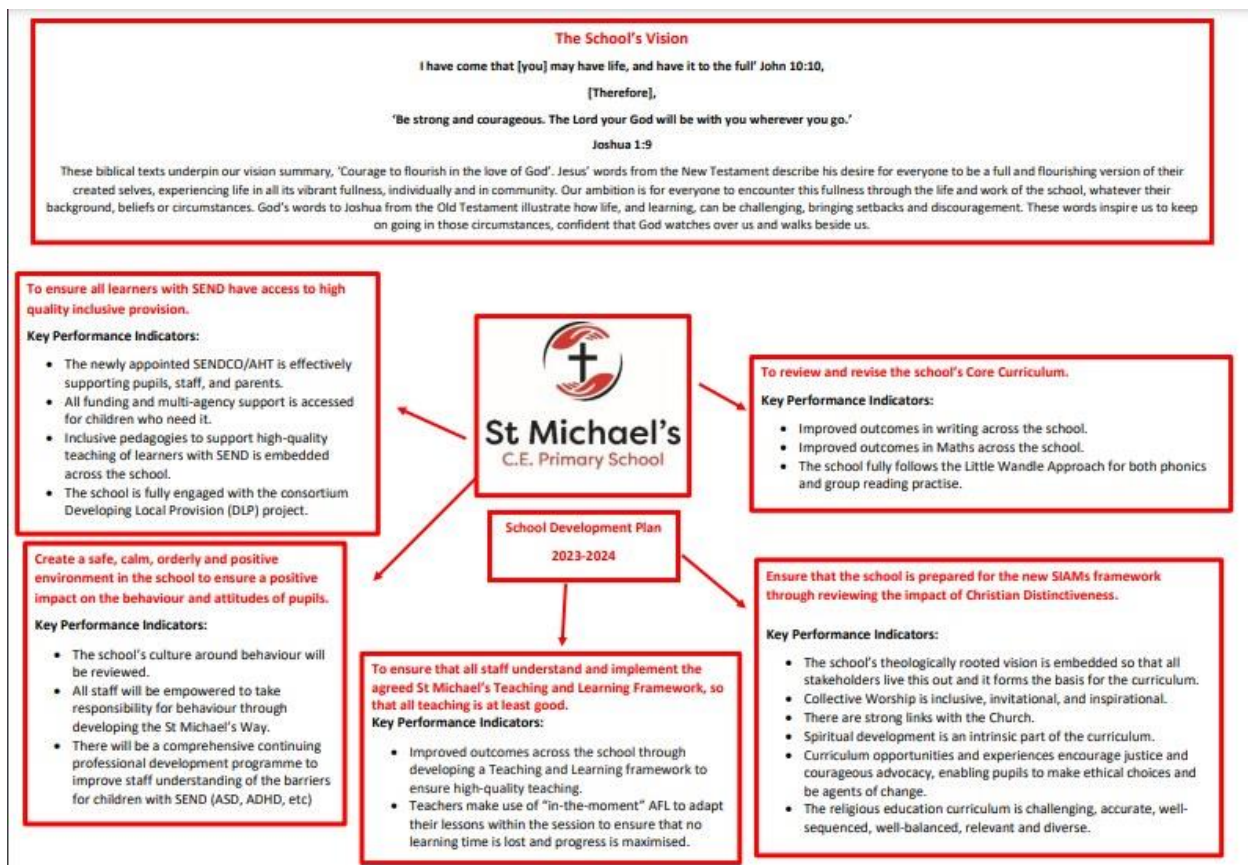 The School's Vision
I have come that [you] may have life, and have it to the full' John 10:10,
[Therefore],
'Be strong and courageous. The Lord your God will be with you wherever you go.'
Joshua 1:9
These biblical texts underpin our vision summary, 'Courage to flourish in the love of God'. Jesus' words from the New Testament describe his desire for everyone to be a full and flourishing version of their
created selves, experiencing life in all its vibrant fullness, individually and in community. Our ambition is for everyone to encounter this fullness through the life and work of the school, whatever their
background, beliefs or circumstances. God's words to Joshua from the Old Testament illustrate how life, and learning, can be challenging, bringing setbacks and discouragement. These words inspire us to keep
on going in those circumstances, confident that God watches over us and walks beside us.
To ensure all learners with SEND have access to high
quality inclusive provision.
Key Performance Indicators:
• The newly appointed SENDCO/AHT is effectively
supporting pupils, staff, and parents.
• All funding and multi-agency support is accessed
for children who need it.
• Inclusive pedagogies to support high-quality
teaching of learners with SEND is embedded
across the school.
• The school is fully engaged with the consortium
Developing Local Provision (DLP) project.
St Michael's
C.E. Primary School
To review and revise the school's Core Curriculum.
Key Performance Indicators:
• Improved outcomes in writing across the school.
• Improved outcomes in Maths across the school.
• The school fully follows the Little Wandle Approach for both phonics
and group reading practise.
School Development Plan
2023-2024
Create a safe, calm, orderly and positive
environment in the school to ensure a positive
impact on the behaviour and attitudes of pupils.
Key Performance Indicators:
• The school's culture around behaviour will
be reviewed.
• All staff will be empowered to take
responsibility for behaviour through
developing the St Michael's Way.
• There will be a comprehensive continuing
professional development programme to
improve staff understanding of the barriers
for children with SEND (ASD, ADHD, etc)
To ensure that all staff understand and implement the
agreed St Michael's Teaching and Learning Framework, so
that all teaching is at least good.
Key Performance Indicators:
• Improved outcomes across the school through
developing a Teaching and Learning framework to
ensure high-quality teaching.
• Teachers make use of "in-the-moment" AFL to adapt
their lessons within the session to ensure that no
learning time is lost and progress is maximised.
Ensure that the school is prepared for the new SIAMs framework
through reviewing the impact of Christian Distinctiveness.
Key Performance Indicators:
• The school's theologically rooted vision is embedded so that all
stakeholders live this out and it forms the basis for the curriculum.
• Collective Worship is inclusive, invitational, and inspirational.
• There are strong links with the Church.
• Spiritual development is an intrinsic part of the curriculum.
• Curriculum opportunities and experiences encourage justice and
courageous advocacy, enabling pupils to make ethical choices and
be agents of change.
• The religious education curriculum is challenging, accurate, well-
sequenced, well-balanced, relevant and diverse.